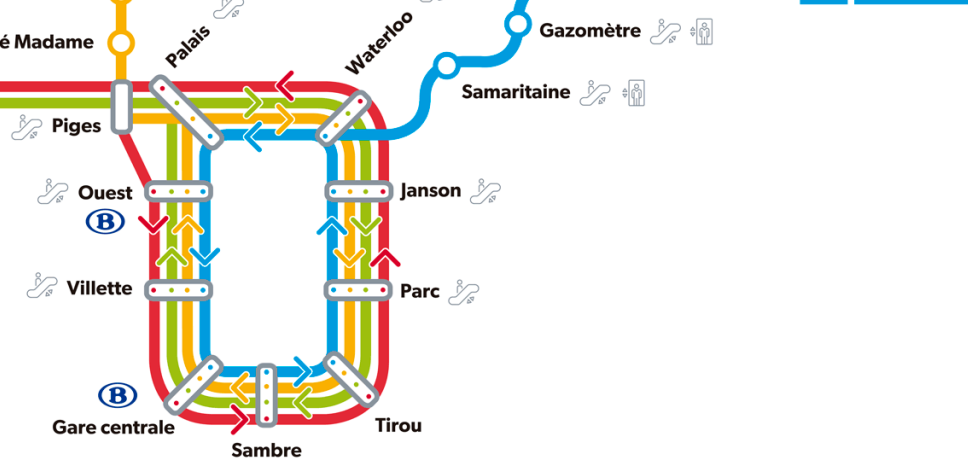 Palais
Waterloo
Gazomètre
é Madame
Samaritaine
Piges
Ouest
B
Janson
Villette
Parc
B
Gare centrale
Tirou
Sambre